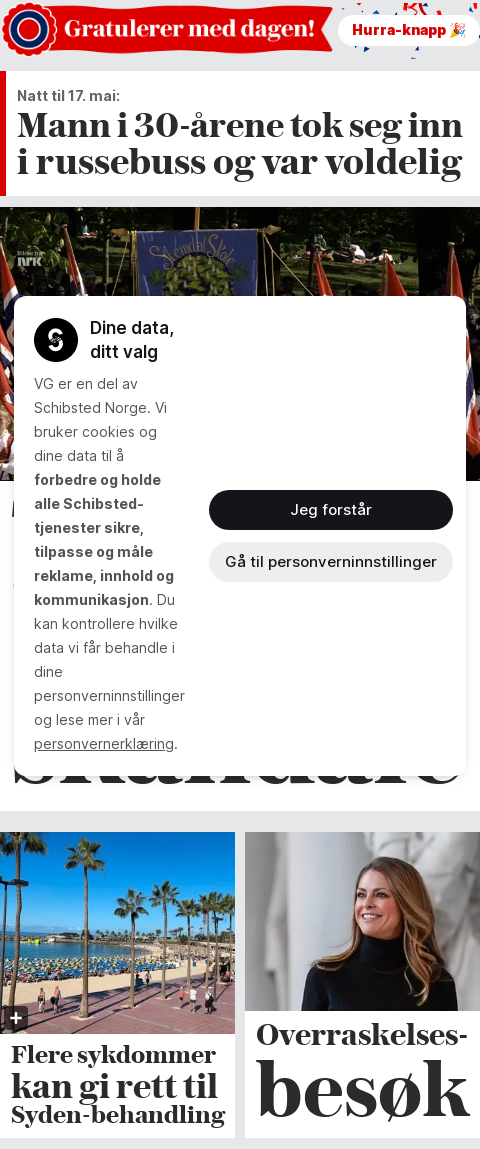 Gratulerer med dagen!
Hurra-knapp 🎉
Natt til 17. mai:
Mann i 30-årene tok seg inn
i russebuss og var voldelig
Slemdal Skole
Bilder fra
NRK
Dine data,
ditt valg
VG er en del av
Schibsted Norge. Vi
bruker cookies og
dine data til å
forbedre og holde
alle Schibsted-
tjenester sikre,
tilpasse og måle
reklame, innhold og
kommunikasjon. Du
kan kontrollere hvilke
data vi får behandle i
dine
personverninnstillinger
og lese mer i vår
personvernerklæring.
Jeg forstår
Gå til personverninnstillinger
Flere sykdommer
kan gi rett til
Syden-behandling
Overraskelses-
besøk